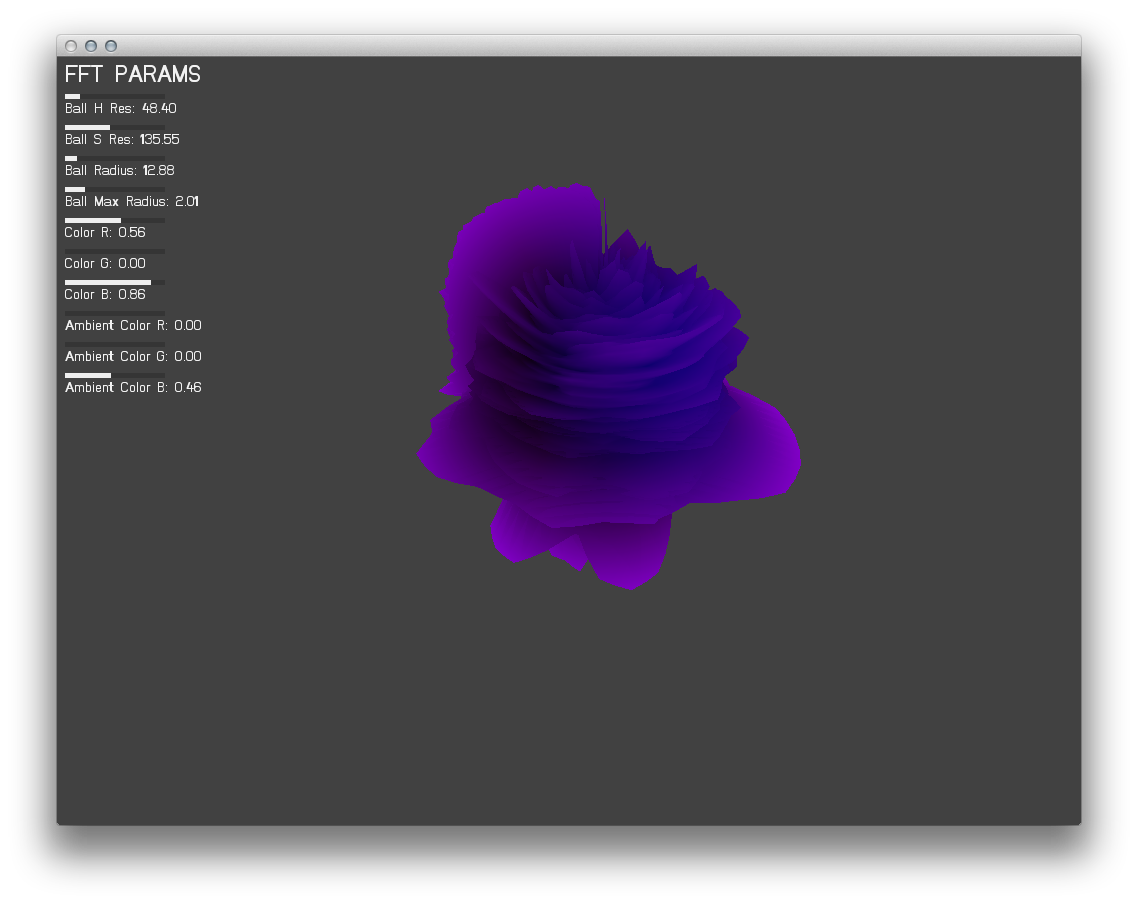 FFT PARAMS
Ball H Res: 48.40
Ball S Res: 135.55
Ball Radius: 12.88
Ball Max Radius: 2.01
Color R: 0.56
Color G: 0.00
Color B: 0.86
Ambient Color R: 0.00
Ambient Color G: 0.00
Ambient Color B: 0.46